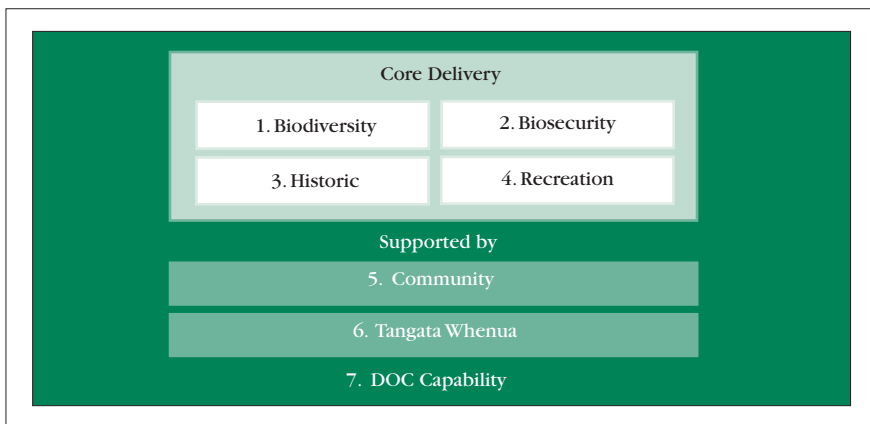 Core Delivery
1. Biodiversity
2. Biosecurity
3. Historic
4. Recreation
Supported by
5. Community
6. Tangata Whenua
7. DOC Capability